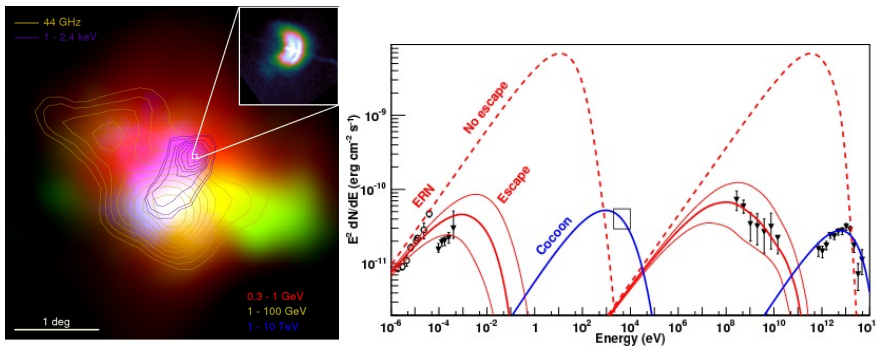 44 GHz
1 - 2.4 keV
0.3 - 1 GeV
1 - 100 GeV
1 - 10 TeV
1 deg
E² dN/dE (erg cm⁻² s⁻¹)
10⁻⁹
10⁻¹⁰
10⁻¹¹
No escape
ERN
Escape
Cocoon
10⁻⁶ 10⁻⁴ 10⁻² 1 10² 10⁴ 10⁶ 10⁸ 10¹⁰ 10¹² 10¹
Energy (eV)